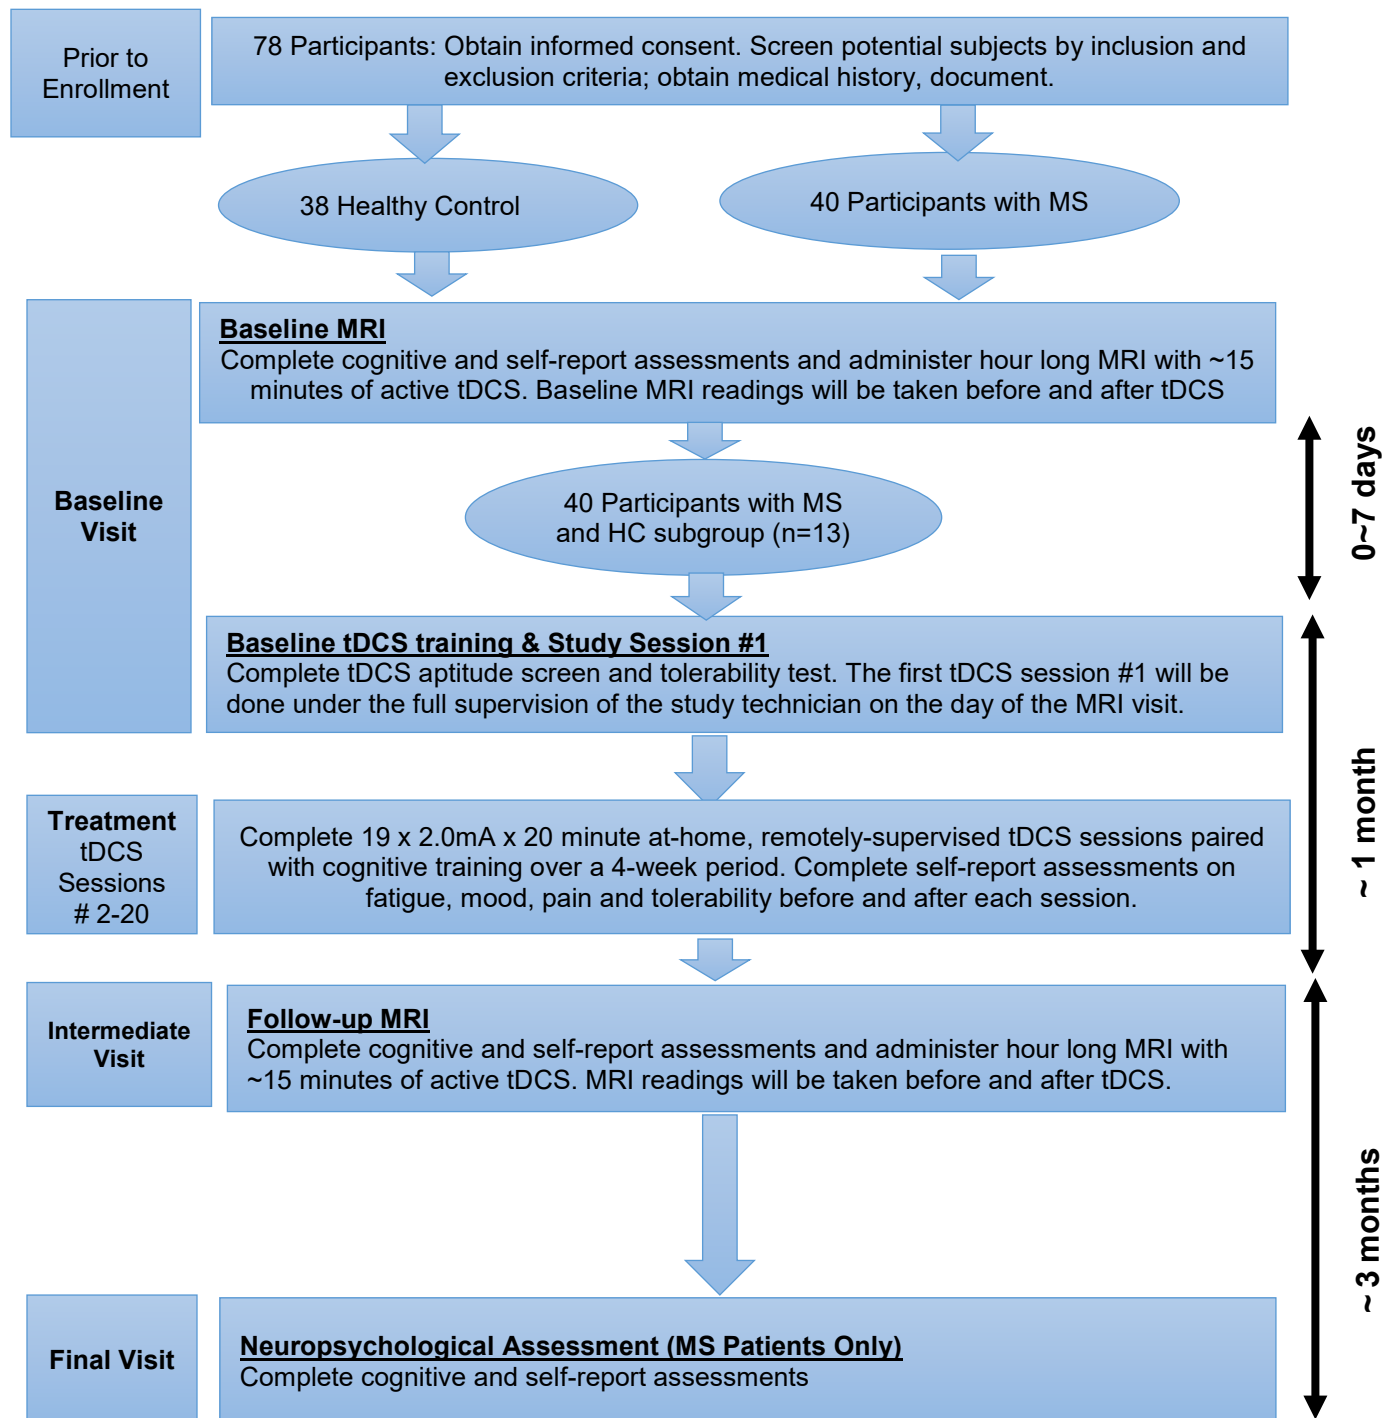 Prior to
Enrollment
78 Participants: Obtain informed consent. Screen potential subjects by inclusion and
exclusion criteria; obtain medical history, document.
38 Healthy Control
40 Participants with MS
Baseline
Visit
Baseline MRI
Complete cognitive and self-report assessments and administer hour long MRI with ~15
minutes of active tDCS. Baseline MRI readings will be taken before and after tDCS
0~7 days
40 Participants with MS
and HC subgroup (n=13)
Baseline tDCS training & Study Session #1
Complete tDCS aptitude screen and tolerability test. The first tDCS session #1 will be
done under the full supervision of the study technician on the day of the MRI visit.
~ 1 month
Treatment
tDCS
Sessions
# 2-20
Complete 19 x 2.0mA x 20 minute at-home, remotely-supervised tDCS sessions paired
with cognitive training over a 4-week period. Complete self-report assessments on
fatigue, mood, pain and tolerability before and after each session.
Intermediate
Visit
Follow-up MRI
Complete cognitive and self-report assessments and administer hour long MRI with
~15 minutes of active tDCS. MRI readings will be taken before and after tDCS.
~ 3 months
Final Visit
Neuropsychological Assessment (MS Patients Only)
Complete cognitive and self-report assessments